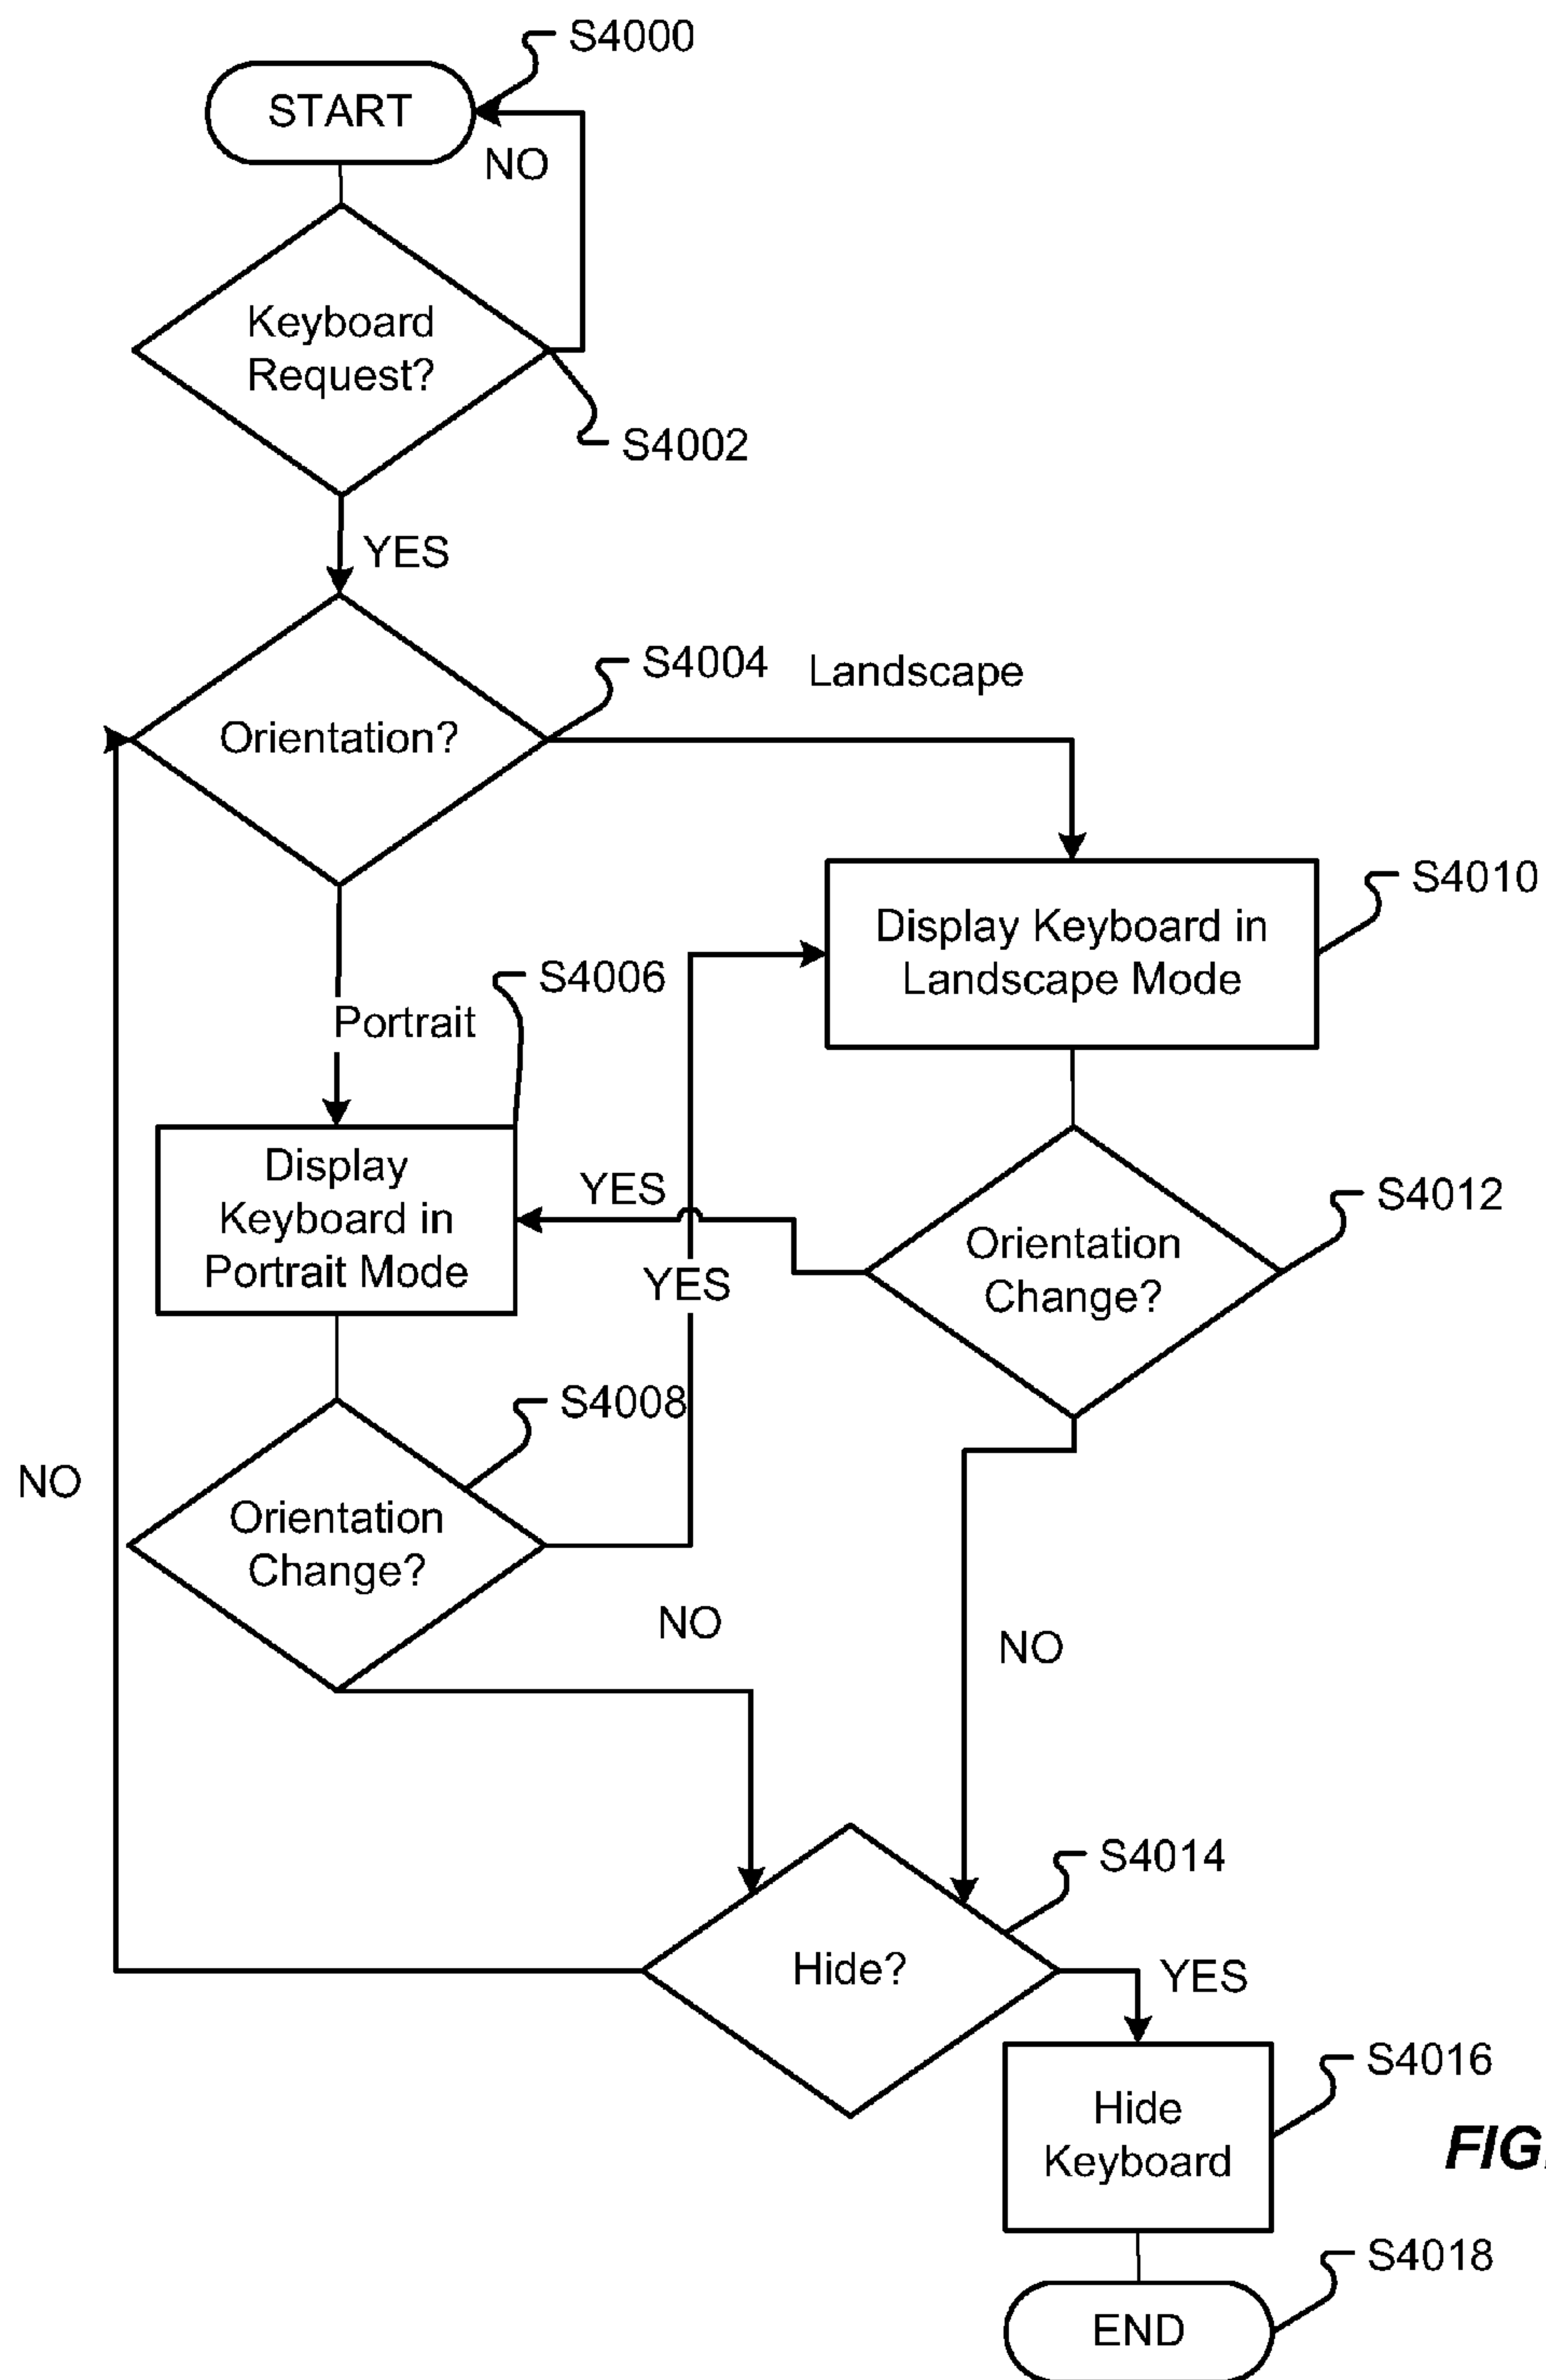 S4000
START
NO
Keyboard
Request?
S4002
YES
S4004
Landscape
Orientation?
S4010
Display Keyboard in
Landscape Mode
S4006
Portrait
Display
Keyboard in
Portrait Mode
YES
S4012
Orientation
Change?
YES
S4008
NO
Orientation
Change?
NO
NO
S4014
Hide?
YES
S4016
Hide
Keyboard
FIG.
S4018
END